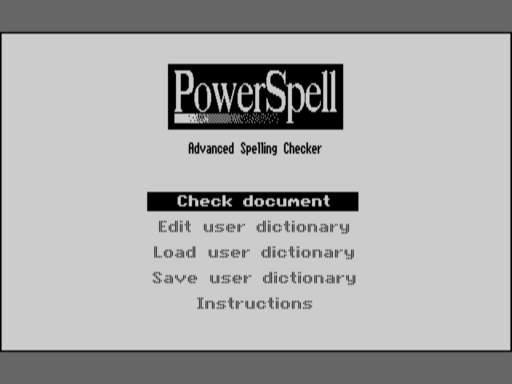 PowerSpell
Advanced Spelling Checker
Check document
Edit user dictionary
Load user dictionary
Save user dictionary
Instructions